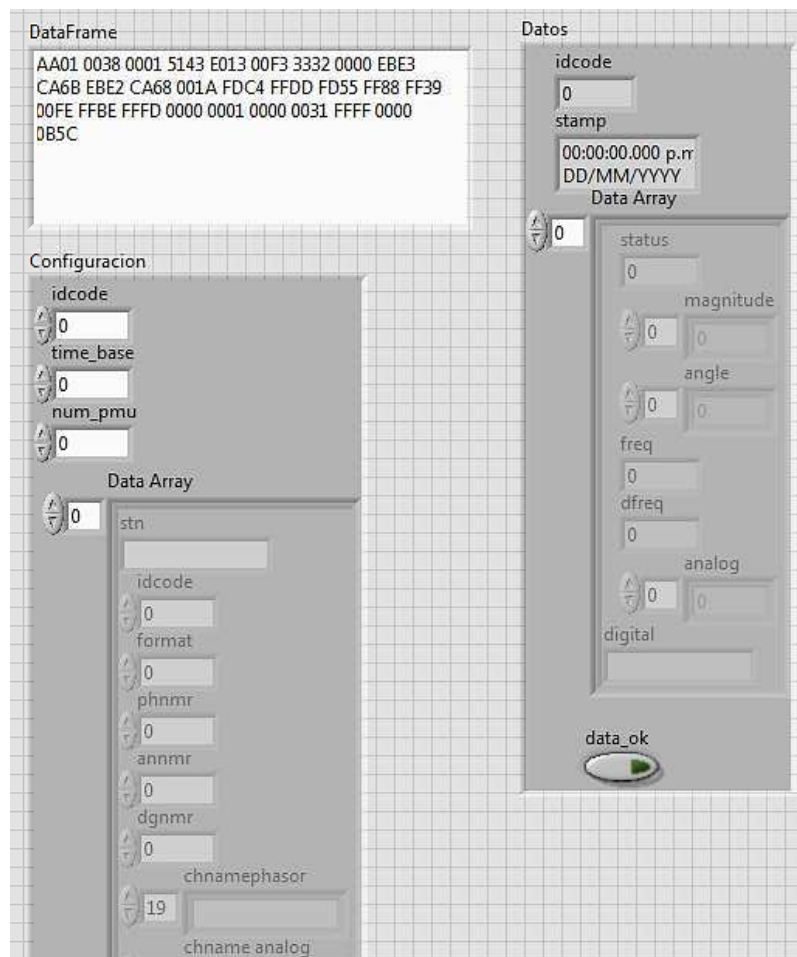 DataFrame
AA01 0038 0001 5143 E013 00F3 3332 0000 EBE3
CA6B EBE2 CA68 001A FDC4 FFDD FD55 FF88 FF39
00FE FFBE FFFD 0000 0001 0000 0031 FFFF 0000
0B5C
Configuracion
idcode
0
time_base
0
num_pmu
0
Data Array
0
stn
idcode
0
format
0
phnmr
0
annmr
0
dgnmr
0
chnamephasor
19
chname analog
Datos
idcode
0
stamp
00:00:00.000 p.m
DD/MM/YYYY
Data Array
0
status
0
magnitude
0
0
angle
0
0
freq
0
dfreq
0
analog
0
0
digital
data_ok